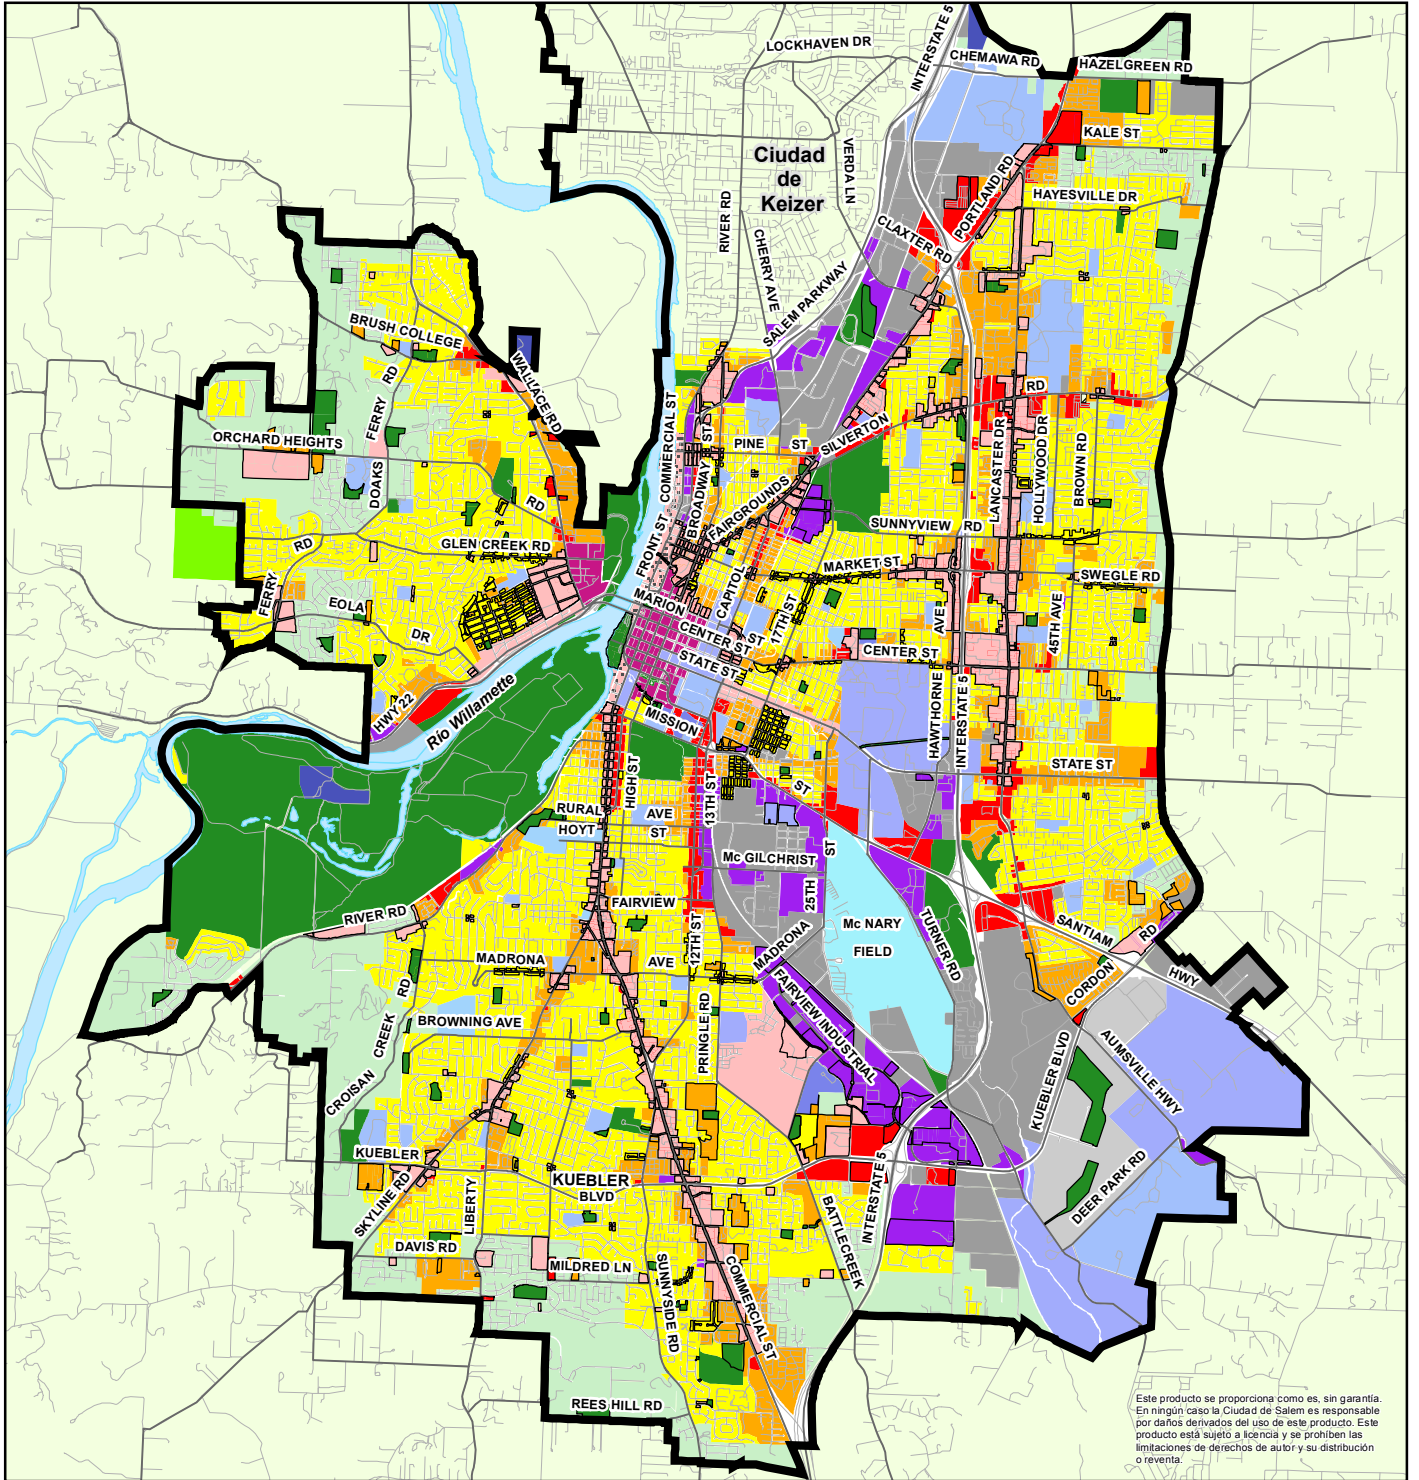 LOCKHAVEN DR
INTERSTATE 5
CHEMAWA RD
HAZELGREEN RD
KALE ST
Ciudad
de
Keizer
VERDA LN
RIVER RD
CHERRY AVE
PORTLAND RD
HAYESVILLE DR
CLAXTER RD
SALEM PARKWAY
BRUSH COLLEGE
RD
WALLACE RD
FERRY
ORCHARD HEIGHTS
RD
DOAKS
COMMERCIAL ST
BROADWAY ST
PINE ST
SILVERTON
RD
LANCASTER DR
HOLLYWOOD DR
BROWN RD
FAIRGROUNDS
SUNNYVIEW RD
GLEN CREEK RD
FRONT ST
RD
FERRY
EOLA
DR
MARKET ST
SWEGLE RD
CAPITOL
17TH ST
MARION
CENTER ST
ST
STATE ST
CENTER ST
AVE
HAWTHORNE
45TH AVE
HWY 22
Río Willamette
MISSION
ST
INTERSTATE 5
STATE ST
HIGH ST
13TH ST
RURAL AVE
HOYT ST
Mc GILCHRIST
ST
25TH
FAIRVIEW
RIVER RD
12TH ST
Mc NARY
FIELD
TURNER RD
SANTIAM
HWY
CORDON
RD
MADRONA AVE
MADRONA
FAIRVIEW INDUSTRIAL
PRINGLE RD
BROWNING AVE
CROISAN
CREEK
RD
KUEBLER BLVD
AUMSVILLE HWY
DEER PARK RD
KUEBLER
KUEBLER
BLVD
SKYLINE RD
LIBERTY
DAVIS RD
MILDRED LN
SUNNYSIDE RD
COMMERCIAL ST
BATTLECREEK
INTERSTATE 5
REES HILL RD
Este producto se proporciona como es, sin garantía.
En ningún caso la Ciudad de Salem es responsable
por daños derivados del uso de este producto. Este
producto está sujeto a licencia y se prohíben las
limitaciones de derechos de autor y su distribución
o reventa.